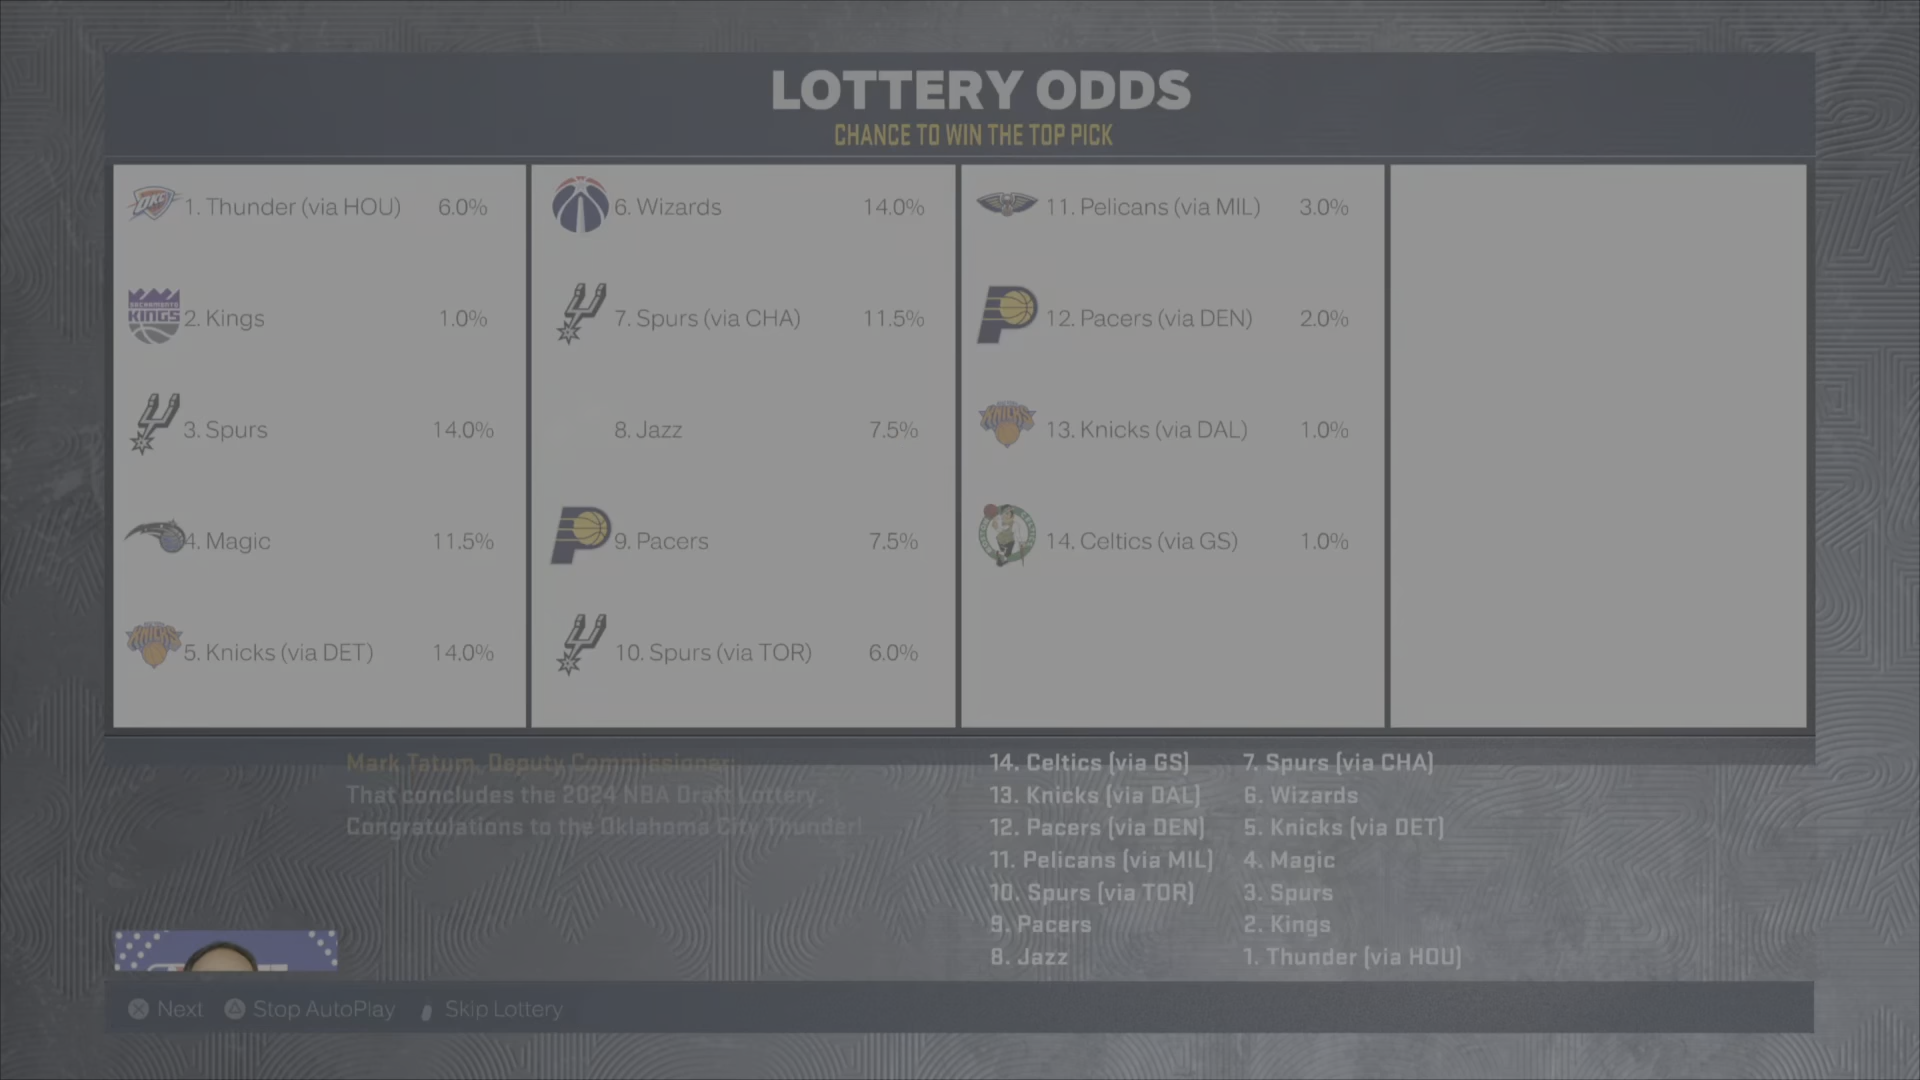 LOTTERY ODDS
CHANCE TO WIN THE TOP PICK
1. Thunder (via HOU) 6.0%
SACRAMENTO
KINGS
2. Kings 1.0%
3. Spurs 14.0%
4. Magic 11.5%
KNICKS
5. Knicks (via DET) 14.0%
6. Wizards 14.0%
7. Spurs (via CHA) 11.5%
8. Jazz 7.5%
9. Pacers 7.5%
10. Spurs (via TOR) 6.0%
11. Pelicans (via MIL) 3.0%
12. Pacers (via DEN) 2.0%
KNICKS
13. Knicks (via DAL) 1.0%
14. Celtics (via GS) 1.0%
Mark Tatum, Deputy Commissioner:
That concludes the 2024 NBA Draft Lottery.
Congratulations to the Oklahoma City Thunder!
14. Celtics (via GS)
13. Knicks (via DAL)
12. Pacers (via DEN)
11. Pelicans (via MIL)
10. Spurs (via TOR)
9. Pacers
8. Jazz
7. Spurs (via CHA)
6. Wizards
5. Knicks (via DET)
4. Magic
3. Spurs
2. Kings
1. Thunder (via HOU)
Next Stop AutoPlay Skip Lottery